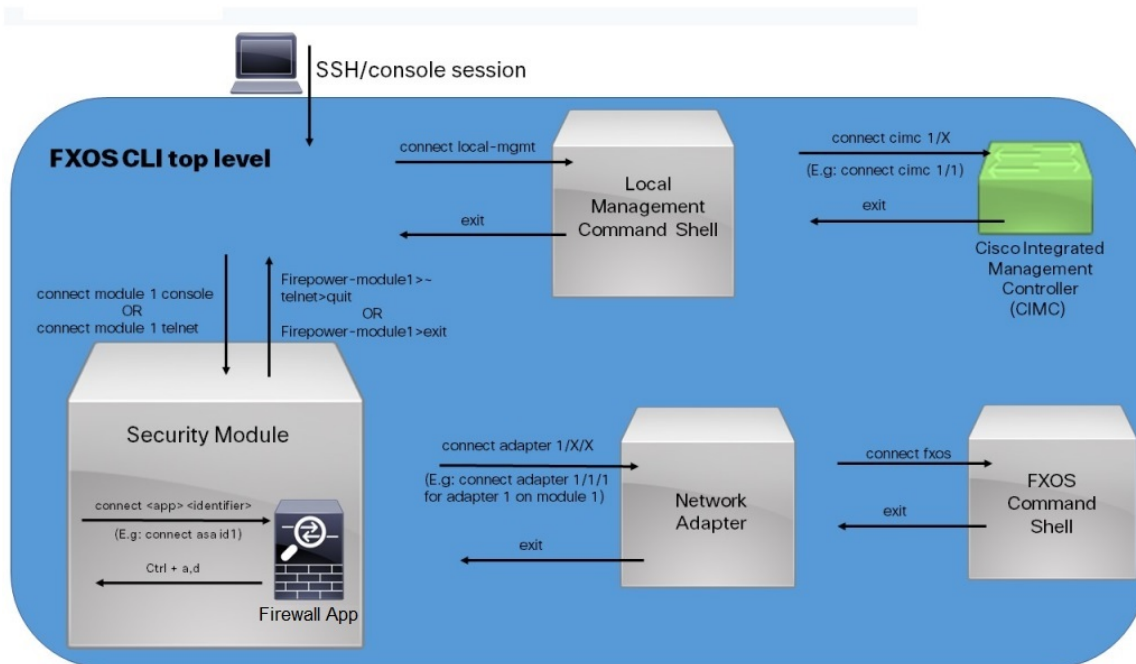 SSH/console session
FXOS CLI top level
connect local-mgmt
exit
Local
Management
Command Shell
connect cimc 1/X
(E.g: connect cimc 1/1)
exit
Cisco Integrated
Management
Controller
(CIMC)
connect module 1 console
OR
connect module 1 telnet
Firepower-module1>~
telnet>quit
OR
Firepower-module1>exit
Security Module
connect <app> <identifier>
(E.g: connect asa id1)
Ctrl + a,d
Firewall App
connect adapter 1/X/X
(E.g: connect adapter 1/1/1
for adapter 1 on module 1)
exit
Network
Adapter
connect fxos
exit
FXOS
Command
Shell